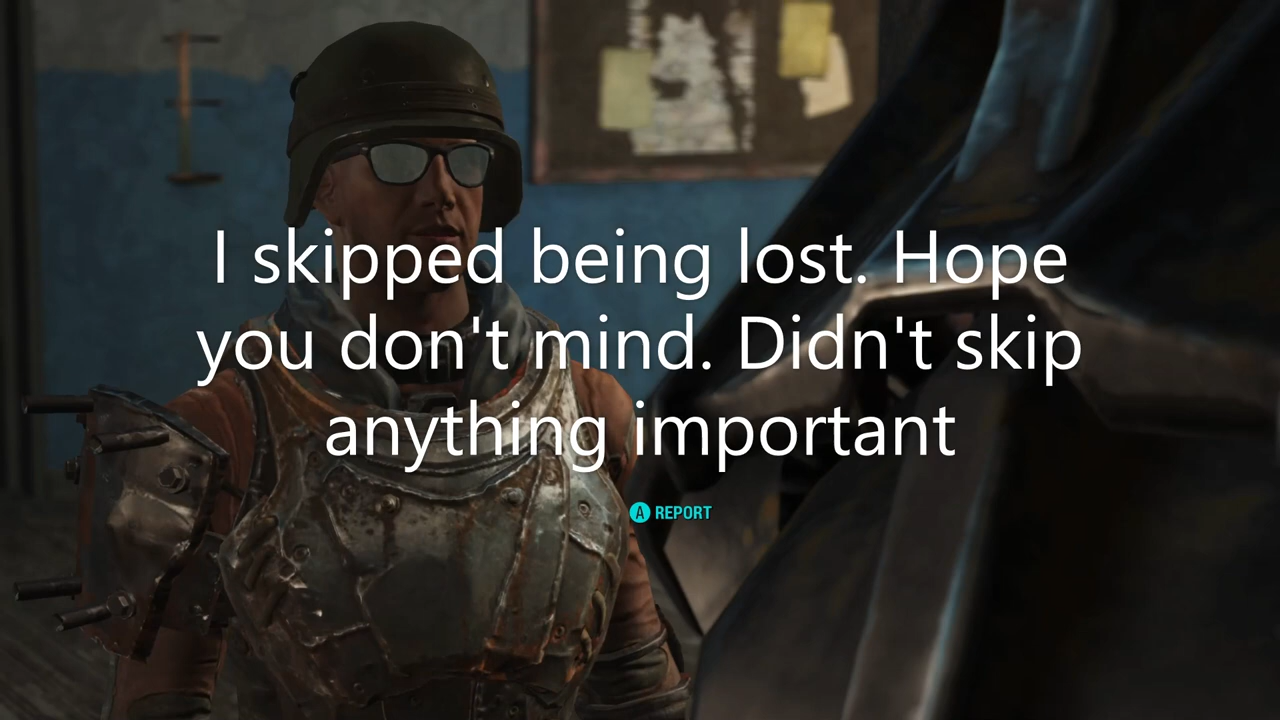 I skipped being lost. Hope
you don't mind. Didn't skip
anything important
A REPORT